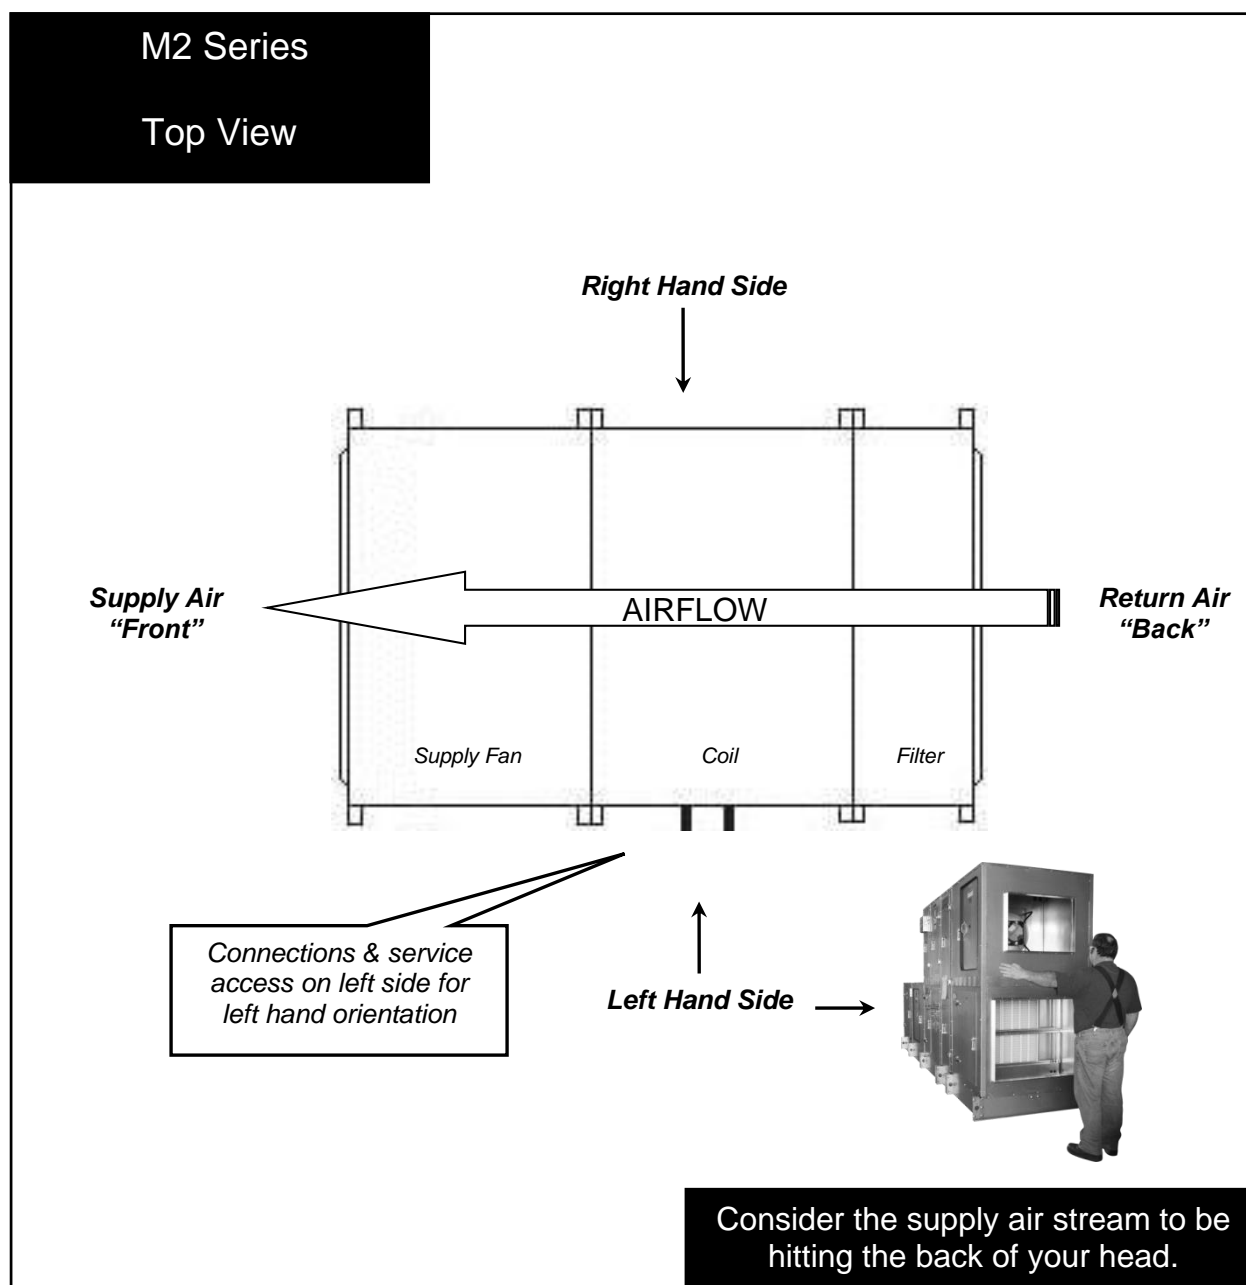 M2 Series
Top View
Right Hand Side
Supply Air
“Front”
AIRFLOW
Return Air
“Back”
Supply Fan
Coil
Filter
Connections & service
access on left side for
left hand orientation
Left Hand Side
Consider the supply air stream to be
hitting the back of your head.